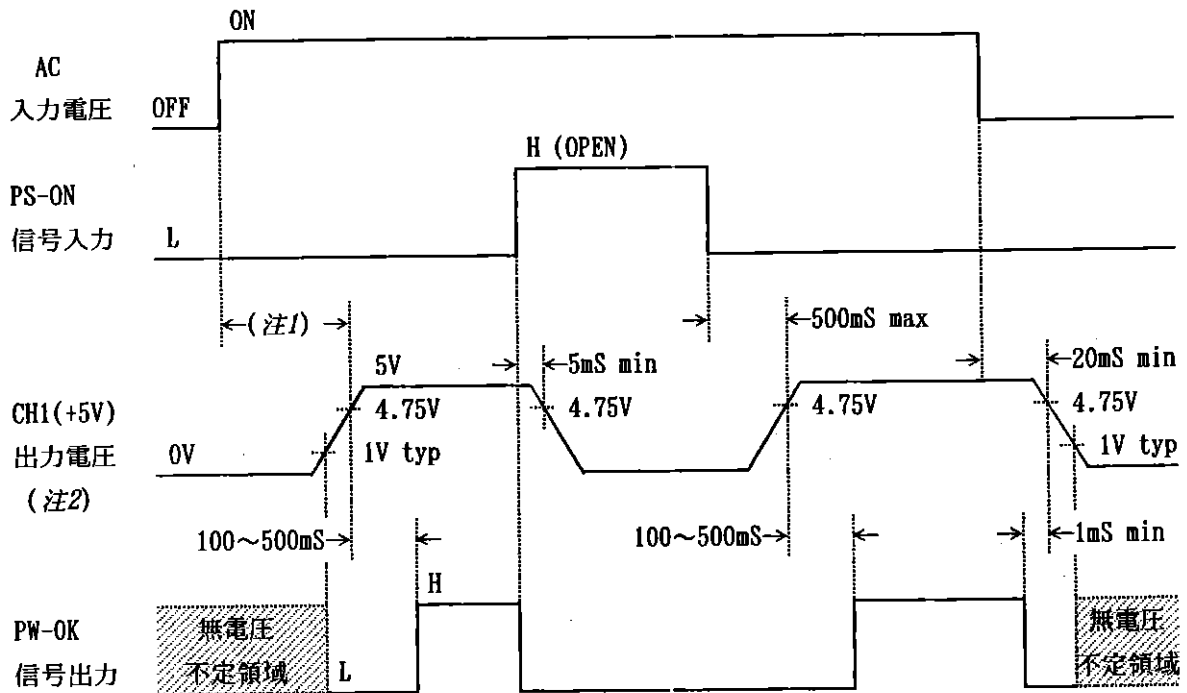 ON
AC
入力電圧 OFF
H (OPEN)
PS-ON
信号入力 L
(注1) 500mS max
5V 5mS min 20mS min
CH1(+5V) 4.75V 4.75V 4.75V 4.75V
出力電圧 0V 1V typ 1V typ
(注2)
100〜500mS 100〜500mS 1mS min
H
PW-OK 無電圧 無電圧
信号出力 不定領域 L 不定領域